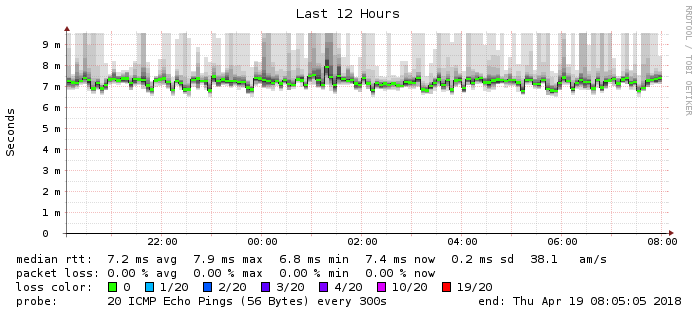 Last 12 Hours
RRDTOOL / TOBI OETIKER
Seconds
9 m
8 m
7 m
6 m
5 m
4 m
3 m
2 m
1 m
0
22:00 00:00 02:00 04:00 06:00 08:00
median rtt: 7.2 ms avg 7.9 ms max 6.8 ms min 7.4 ms now 0.2 ms sd 38.1 am/s
packet loss: 0.00 % avg 0.00 % max 0.00 % min 0.00 % now
loss color: 0 1/20 2/20 3/20 4/20 10/20 19/20
probe: 20 ICMP Echo Pings (56 Bytes) every 300s end: Thu Apr 19 08:05:05 2018